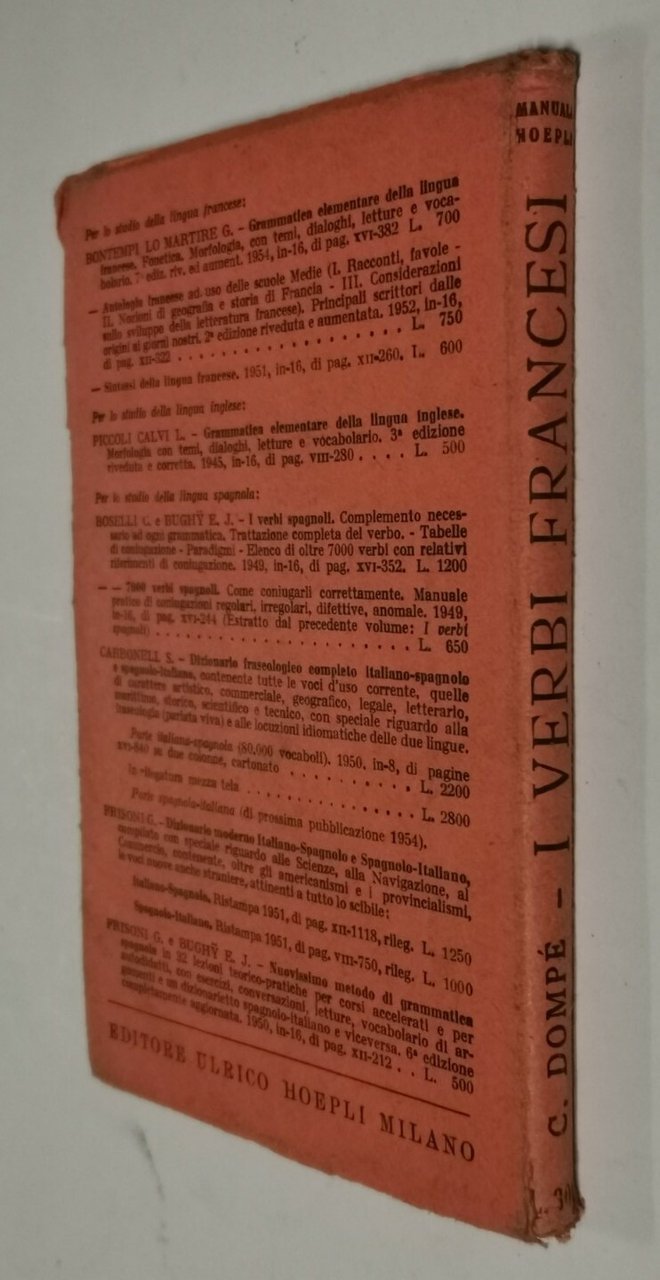 Per lo studio della lingua francese:
BONTEMPI LO MARTIRE G. - Grammatica elementare della lingua
francese. Fonetica. Morfologia, con temi, dialoghi, letture e voca-
bolario. 7ª ediz. riv. ed aument. 1954, in-16, di pag. XVI-382 L. 700
— Antologia francese ad uso delle scuole Medie (I. Racconti, favole -
II. Nozioni di geografia e storia di Francia - III. Considerazioni
sullo sviluppo della letteratura francese). Principali scrittori dalle
origini ai giorni nostri. 2ª edizione riveduta e aumentata. 1952, in-16,
di pag. XII-322 . . . . . . . . . . . . . . . . . L. 750
— Sintassi della lingua francese. 1951, in-16, di pag. XII-260. L. 600
Per lo studio della lingua inglese:
PICCOLI CALVI L. - Grammatica elementare della lingua inglese.
Morfologia con temi, dialoghi, letture e vocabolario. 3ª edizione
riveduta e corretta. 1945, in-16, di pag. VIII-280 . . . . L. 500
Per lo studio della lingua spagnola:
BOSELLI C. e BUGHŸ E. J. - I verbi spagnoli. Complemento neces-
sario ad ogni grammatica. Trattazione completa del verbo. - Tabelle
di coniugazione - Paradigmi - Elenco di oltre 7000 verbi con relativi
riferimenti di coniugazione. 1949, in-16, di pag. XVI-352. L. 1200
— — 7000 verbi spagnoli. Come coniugarli correttamente. Manuale
pratico di coniugazioni regolari, irregolari, difettive, anomale. 1949,
in-16, di pag. XVI-244 (Estratto dal precedente volume: I verbi
spagnoli) . . . . . . . . . . . . . . . . . . . . L. 650
CARBONELL S. - Dizionario fraseologico completo italiano-spagnolo
e spagnolo-italiano, contenente tutte le voci d'uso corrente, quelle
di carattere artistico, commerciale, geografico, legale, letterario,
marittimo, storico, scientifico e tecnico, con speciale riguardo alla
fraseologia (parlata viva) e alle locuzioni idiomatiche delle due lingue.
Parte italiana-spagnola (80,000 vocaboli). 1950, in-8, di pagine
XVI-840 su due colonne, cartonato . . . . . . . . . . L. 2200
In rilegatura mezza tela . . . . . . . . . . . . . . . L. 2800
Parte spagnola-italiana (di prossima pubblicazione 1954).
FRISONI G. - Dizionario moderno Italiano-Spagnolo e Spagnolo-Italiano,
compilato con speciale riguardo alle Scienze, alla Navigazione, al
Commercio, contenente, oltre gli americanismi e i provincialismi,
le voci nuove anche straniere, attinenti a tutto lo scibile:
Italiano-Spagnolo. Ristampa 1951, di pag. XII-1118, rileg. L. 1250
Spagnolo-Italiano. Ristampa 1951, di pag. VIII-750, rileg. L. 1000
FRISONI G. e BUGHŸ E. J. - Nuovissimo metodo di grammatica
spagnola in 32 lezioni teorico-pratiche per corsi accelerati e per
autodidatti, con esercizi, conversazioni, letture, vocabolario di ar-
gomenti e un dizionarietto spagnolo-italiano e viceversa. 6ª edizione
completamente aggiornata. 1950, in-16, di pag. XII-212 . . L. 500
EDITORE ULRICO HOEPLI MILANO
MANUALI
HOEPLI
C. DOMPÉ - I VERBI FRANCESI